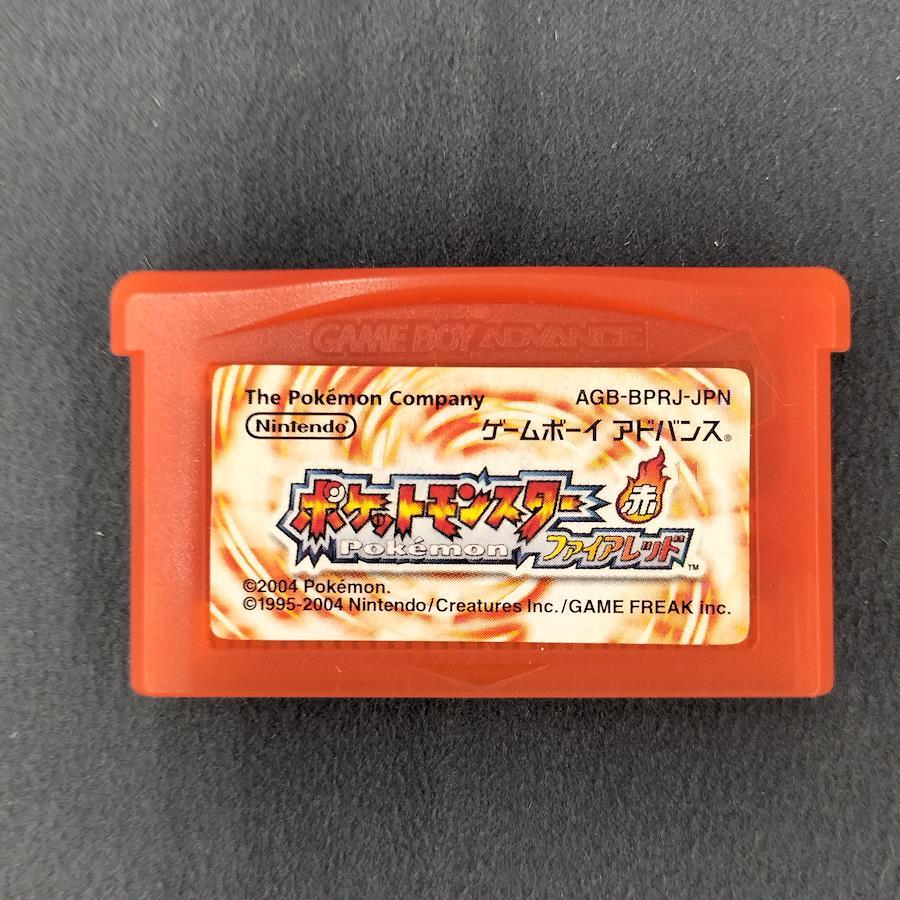 GAME BOY ADVANCE
The Pokémon Company
AGB-BPRJ-JPN
Nintendo
ゲームボーイ アドバンス®
ポケットモンスター
赤
Pokémon
ファイアレッド
TM
©2004 Pokémon.
©1995-2004 Nintendo/Creatures Inc./GAME FREAK inc.